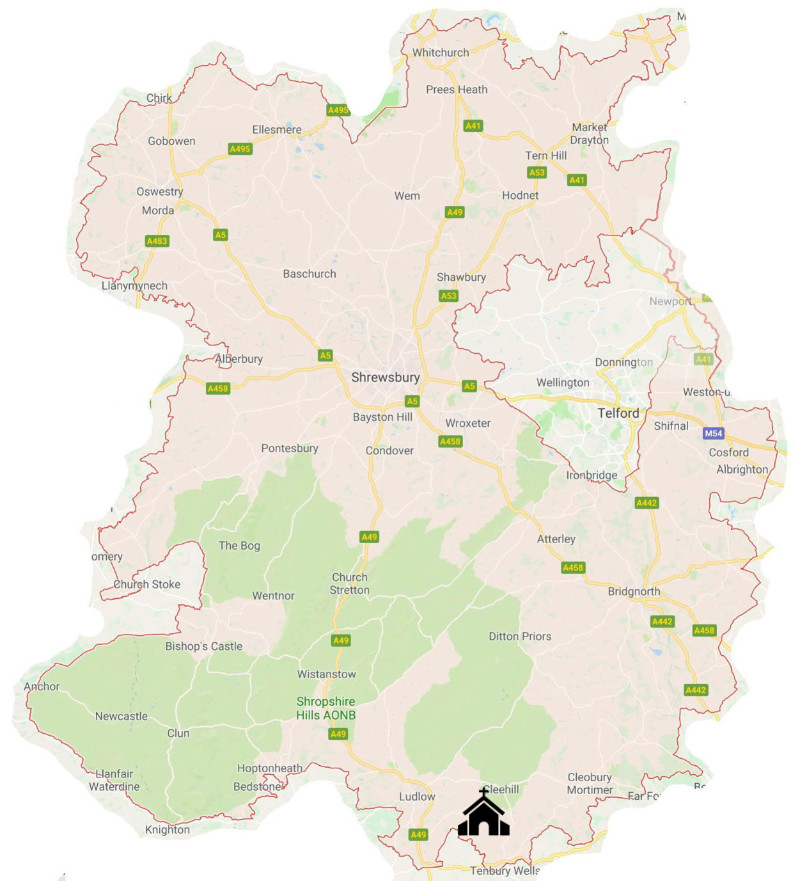 M
Whitchurch
Prees Heath
Chirk
A495
A41
Market
Drayton
Gobowen
Ellesmere
A495
Tern Hill
A53
A41
Oswestry
Morda
Wem
Hodnet
A49
A483
A5
Baschurch
Shawbury
Llanymynech
A53
Newport
Alberbury
A5
A41
Donnington
A458
Shrewsbury
A5
Wellington
Weston-u
A5
Bayston Hill
Wroxeter
Telford
Shifnal
M54
Pontesbury
Condover
A458
Cosford
Albrighton
Ironbridge
A442
The Bog
A49
Atterley
omery
Church Stoke
Church
Stretton
A458
Wentnor
Bridgnorth
Bishop's Castle
A49
Ditton Priors
A442
A458
Anchor
Wistanstow
A442
Newcastle
Shropshire
Hills AONB
Clun
A49
Llanfair
Waterdine
Hoptonheath
Bedstone
Ludlow
Cleehill
Cleobury
Mortimer
Far Fo
Knighton
A49
Tenbury Wells